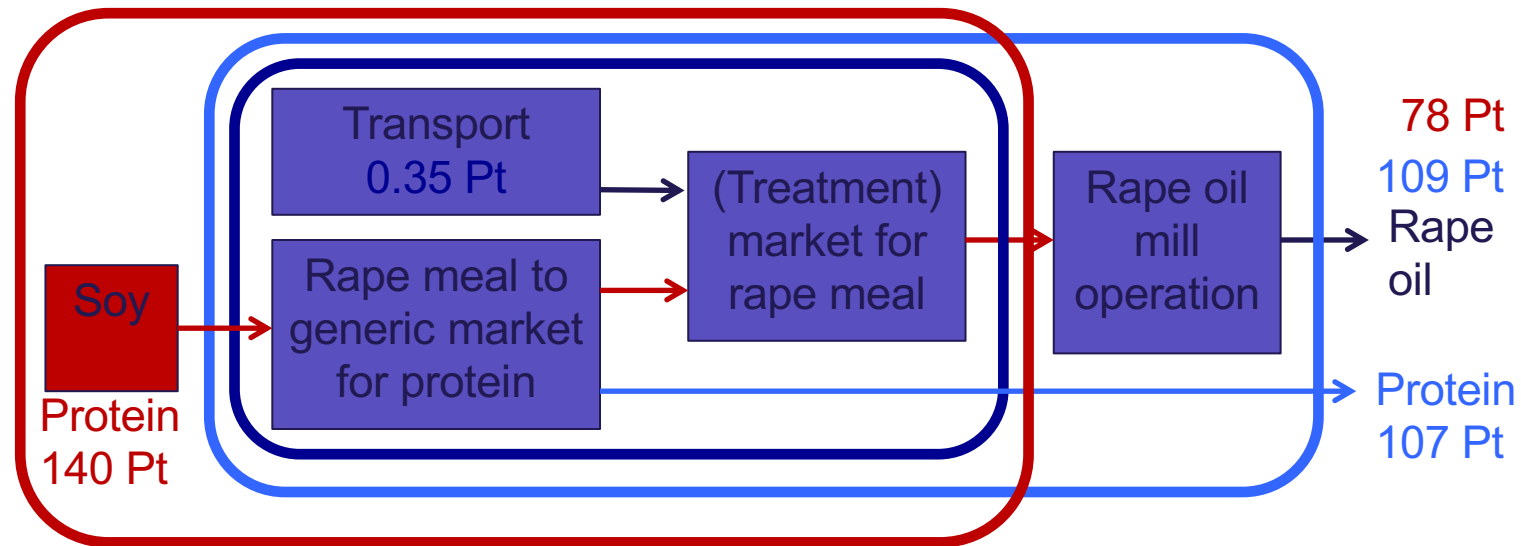 Transport
0.35 Pt
Soy
Protein
140 Pt
Rape meal to
generic market
for protein
(Treatment)
market for
rape meal
Rape oil
mill
operation
78 Pt
109 Pt
Rape
oil
Protein
107 Pt